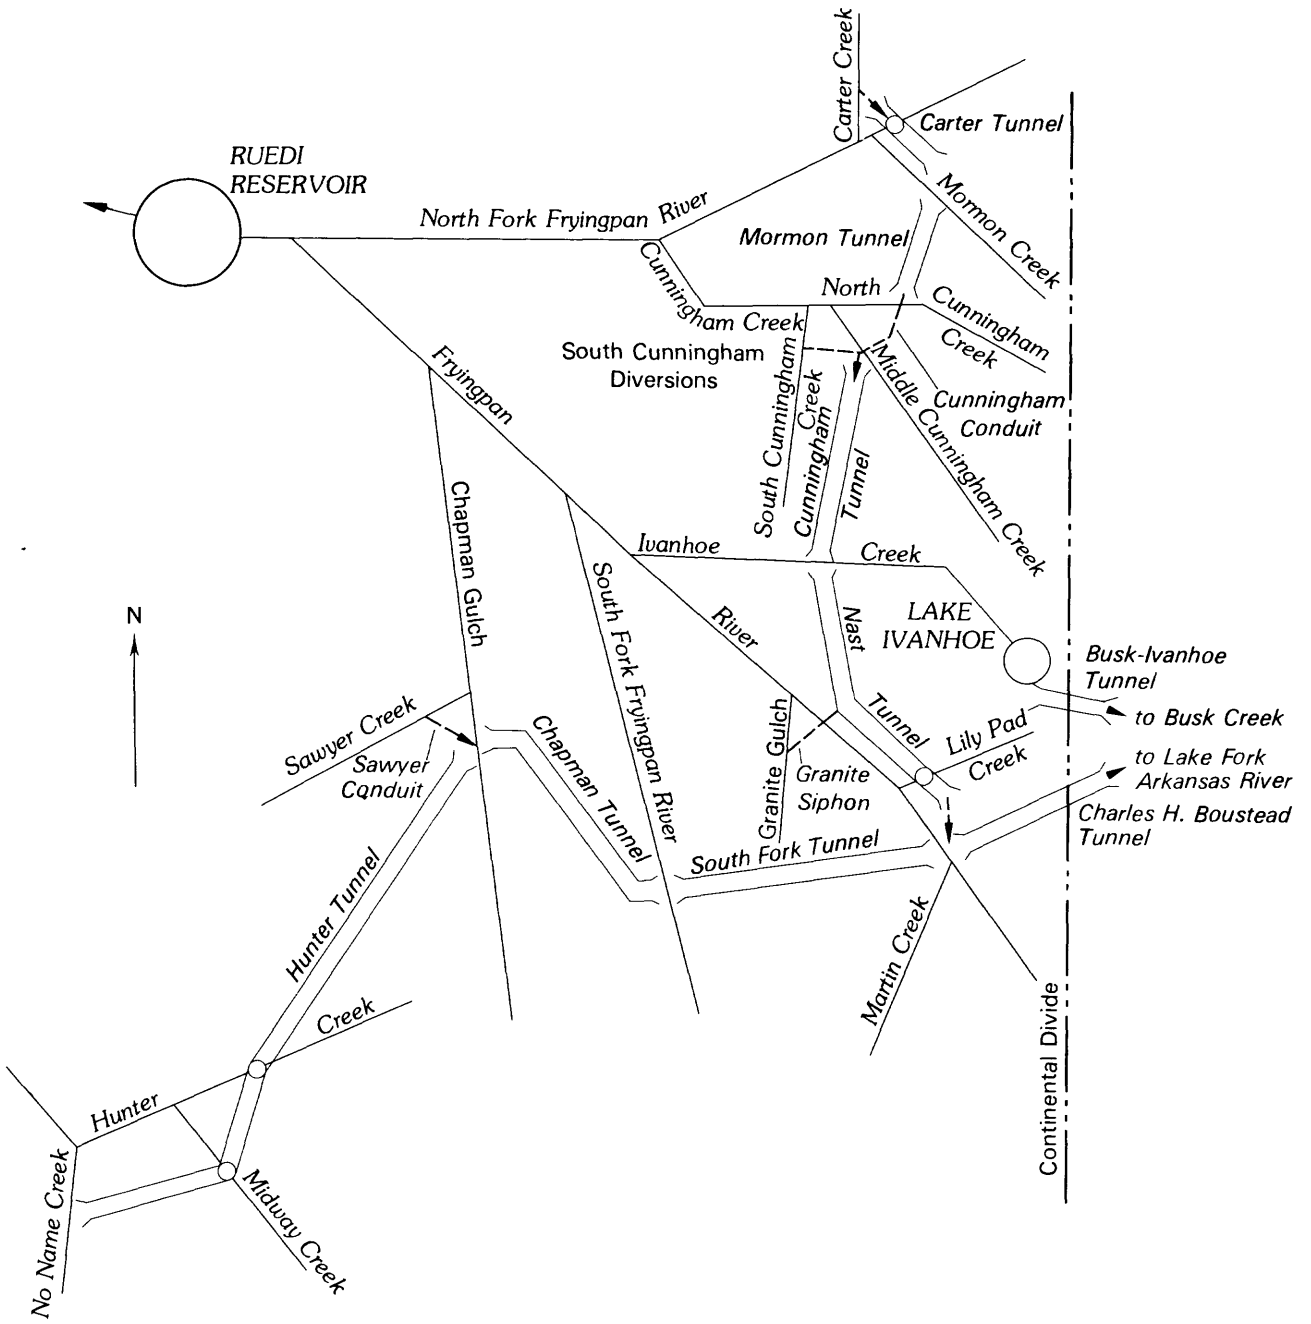 Carter Creek
Carter Tunnel
RUEDI
RESERVOIR
North Fork Fryingpan River
Mormon Creek
Mormon Tunnel
North
Cunningham
Creek
Cunningham Creek
South Cunningham
Diversions
South Cunningham
Creek
Middle Cunningham Creek
Cunningham
Conduit
Cunningham
Tunnel
Fryingpan
River
Chapman Gulch
South Fork Fryingpan River
Ivanhoe
Creek
N
LAKE
IVANHOE
Nast
Tunnel
Busk-Ivanhoe
Tunnel
to Busk Creek
Lily Pad
Creek
to Lake Fork
Arkansas River
Charles H. Boustead
Tunnel
Sawyer Creek
Sawyer
Conduit
Chapman Tunnel
Granite Gulch
Granite
Siphon
South Fork Tunnel
Hunter Tunnel
Martin Creek
Continental Divide
Hunter
Creek
No Name Creek
Midway Creek